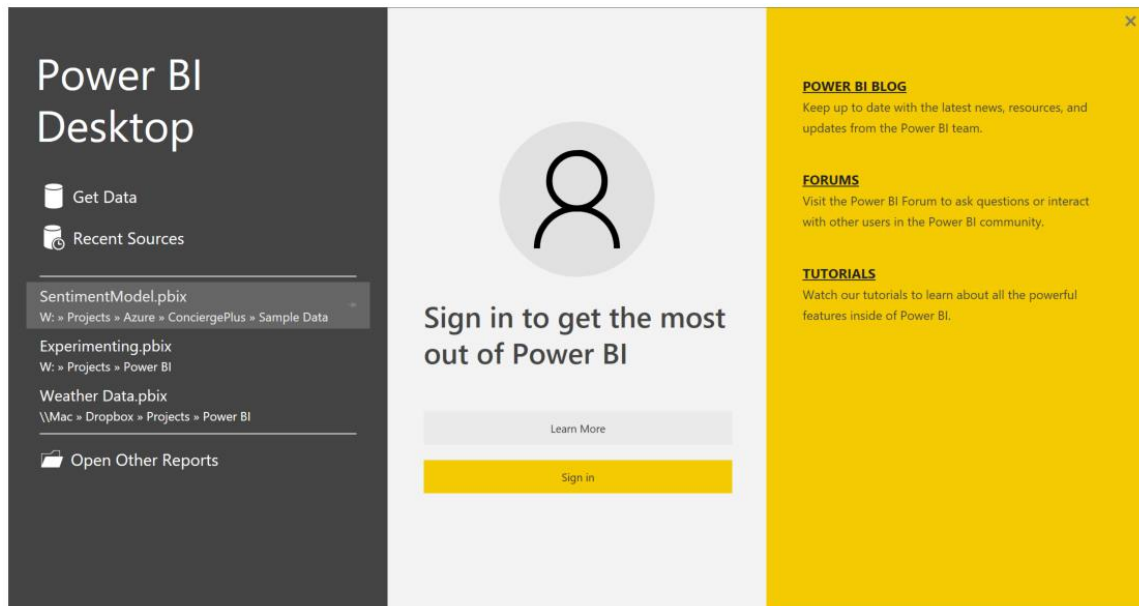 Power BI
Desktop
Get Data
Recent Sources
SentimentModel.pbix
W: » Projects » Azure » ConciergePlus » Sample Data
Experimenting.pbix
W: » Projects » Power BI
Weather Data.pbix
\\Mac » Dropbox » Projects » Power BI
Open Other Reports
Sign in to get the most
out of Power BI
Learn More
Sign in
POWER BI BLOG
Keep up to date with the latest news, resources, and
updates from the Power BI team.
FORUMS
Visit the Power BI Forum to ask questions or interact
with other users in the Power BI community.
TUTORIALS
Watch our tutorials to learn about all the powerful
features inside of Power BI.